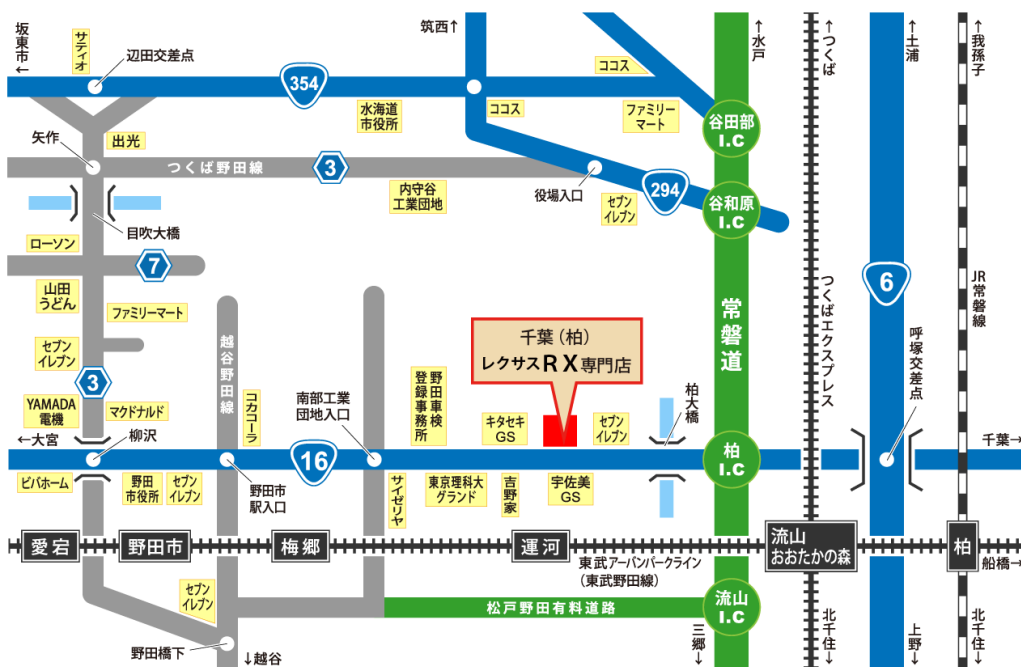 坂東市
↓
サティオ
辺田交差点
筑西↑
ココス
↑水戸
↑つくば
↑土浦
↑我孫子
354
水海道
市役所
ココス
ファミリー
マート
谷田部
I.C
矢作
出光
つくば野田線
3
内守谷
工業団地
役場入口
セブン
イレブン
294
谷和原
I.C
目吹大橋
ローソン
7
山田
うどん
ファミリーマート
セブン
イレブン
3
越谷野田線
常磐道
つくばエクスプレス
6
JR常磐線
千葉(柏)
レクサスRX専門店
呼塚交差点
YAMADA
電機
マクドナルド
コカコーラ
南部工業
団地入口
野田車検
登録事務所
キタセキ
GS
セブン
イレブン
柏大橋
←大宮
柳沢
16
柏
I.C
千葉→
ビバホーム
野田
市役所
セブン
イレブン
野田市
駅入口
サイゼリヤ
東京理科大
グランド
吉野家
宇佐美
GS
愛宕
野田市
梅郷
運河
流山
おおたかの森
柏
東武アーバンパークライン
(東武野田線)
船橋→
セブン
イレブン
松戸野田有料道路
流山
I.C
野田橋下
↓越谷
三郷↓
北千住↓
上野↓
北千住↓